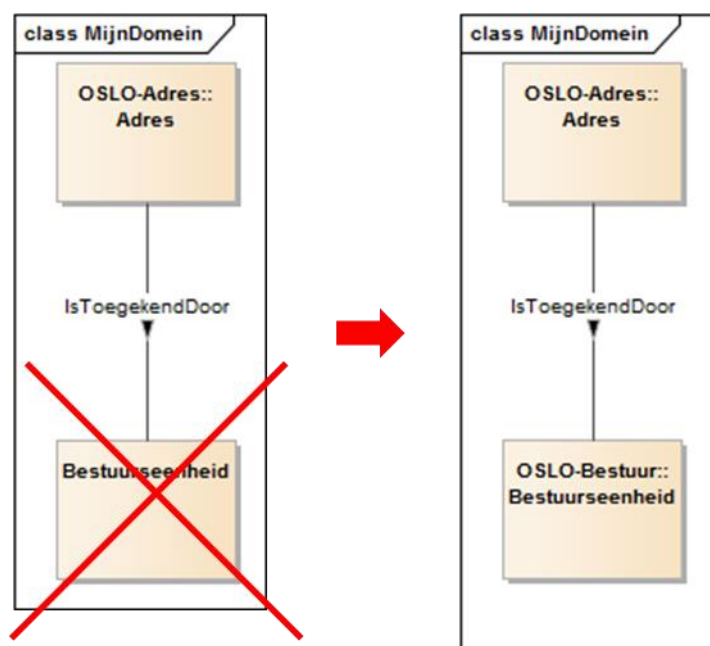 class MijnDomein
OSLO-Adres::
Adres
IsToegekendDoor
Bestuurseenheid
class MijnDomein
OSLO-Adres::
Adres
IsToegekendDoor
OSLO-Bestuur::
Bestuurseenheid